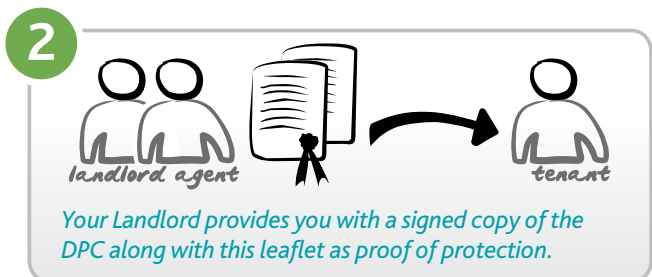 2
landlord agent
tenant
Your Landlord provides you with a signed copy of the
DPC along with this leaflet as proof of protection.